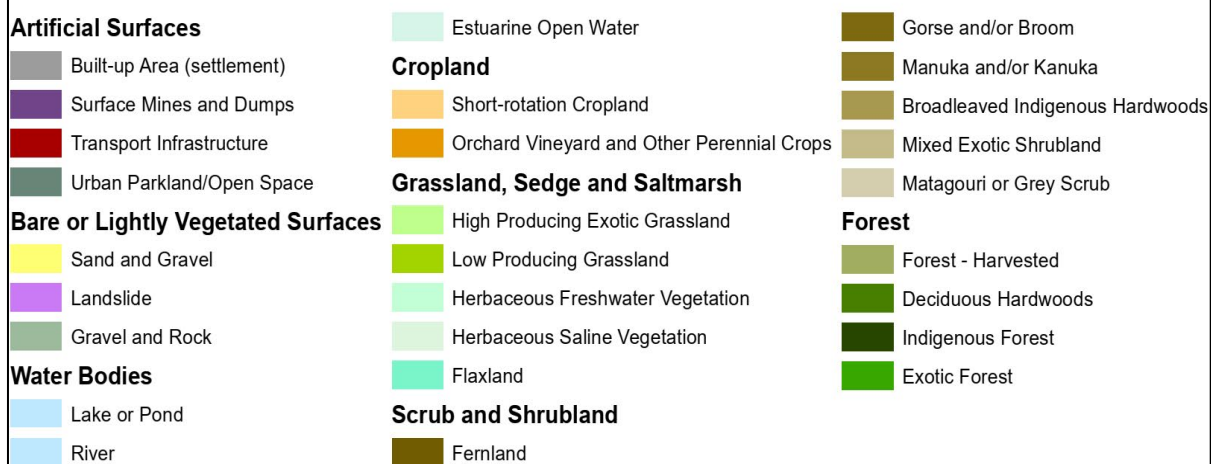 Artificial Surfaces
Built-up Area (settlement)
Surface Mines and Dumps
Transport Infrastructure
Urban Parkland/Open Space
Bare or Lightly Vegetated Surfaces
Sand and Gravel
Landslide
Gravel and Rock
Water Bodies
Lake or Pond
River
Estuarine Open Water
Cropland
Short-rotation Cropland
Orchard Vineyard and Other Perennial Crops
Grassland, Sedge and Saltmarsh
High Producing Exotic Grassland
Low Producing Grassland
Herbaceous Freshwater Vegetation
Herbaceous Saline Vegetation
Flaxland
Scrub and Shrubland
Fernland
Gorse and/or Broom
Manuka and/or Kanuka
Broadleaved Indigenous Hardwoods
Mixed Exotic Shrubland
Matagouri or Grey Scrub
Forest
Forest - Harvested
Deciduous Hardwoods
Indigenous Forest
Exotic Forest